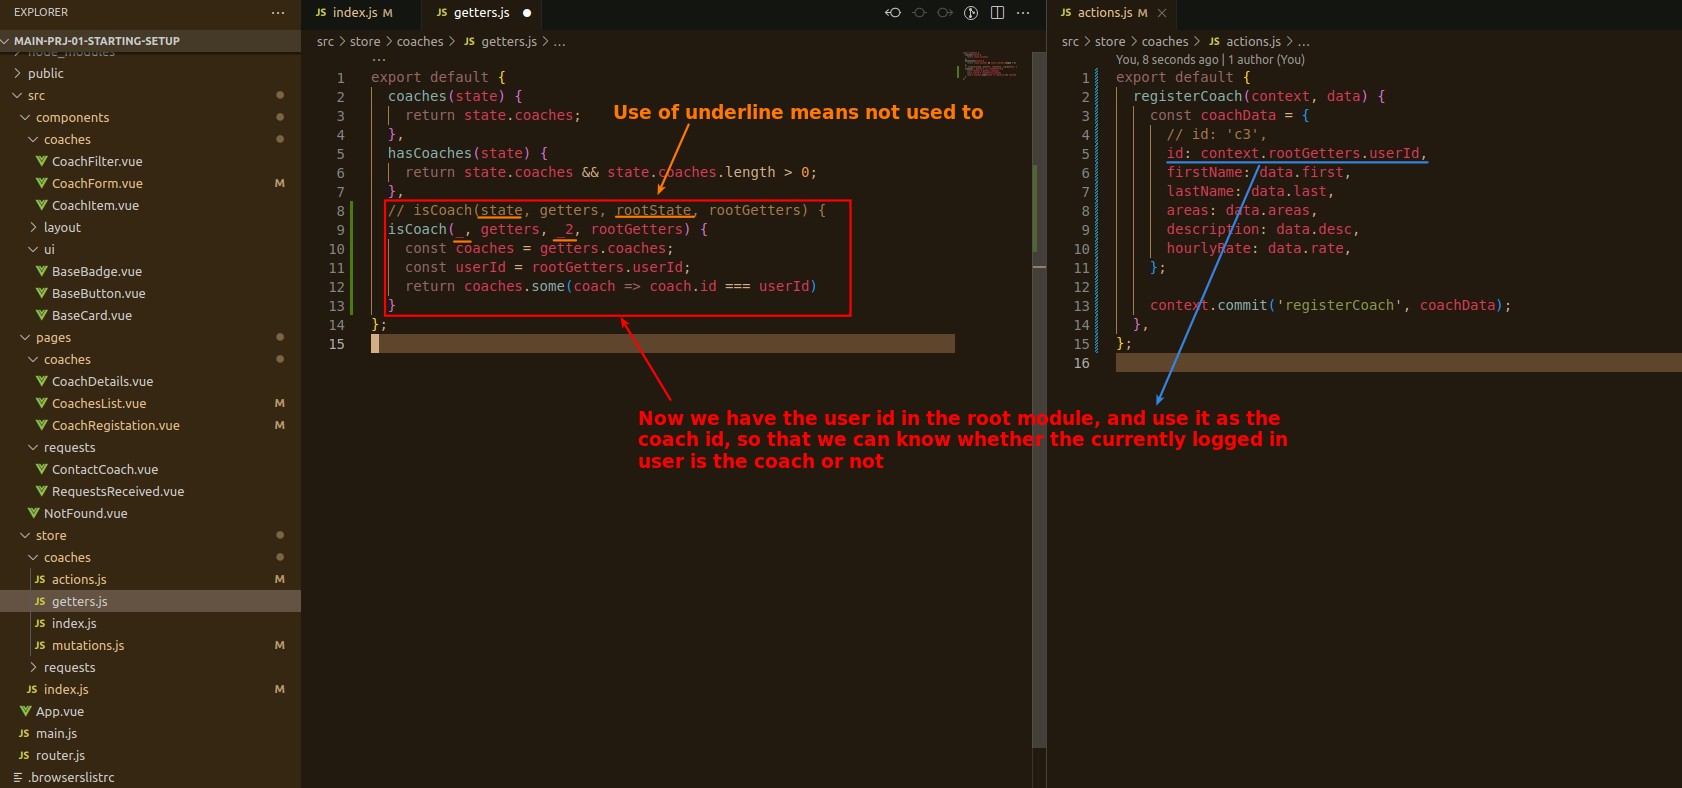 EXPLORER
MAIN-PRJ-01-STARTING-SETUP
node_modules
public
src
components
coaches
CoachFilter.vue
CoachForm.vue M
CoachItem.vue
layout
ui
BaseBadge.vue
BaseButton.vue
BaseCard.vue
pages
coaches
CoachDetails.vue
CoachesList.vue M
CoachRegistation.vue M
requests
ContactCoach.vue
RequestsReceived.vue
NotFound.vue
store
coaches
JS actions.js M
JS getters.js
JS index.js
JS mutations.js M
requests
JS index.js M
App.vue
JS main.js
JS router.js
.browserslistrc
JS index.js M
JS getters.js
src > store > coaches > JS getters.js > ...
1 export default {
2 coaches(state) {
3 return state.coaches;
4 },
5 hasCoaches(state) {
6 return state.coaches && state.coaches.length > 0;
7 },
8 // isCoach(state, getters, rootState, rootGetters) {
9 isCoach(_, getters, _2, rootGetters) {
10 const coaches = getters.coaches;
11 const userId = rootGetters.userId;
12 return coaches.some(coach => coach.id === userId)
13 }
14 };
15
Use of underline means not used to
Now we have the user id in the root module, and use it as the
coach id, so that we can know whether the currently logged in
user is the coach or not
JS actions.js M
src > store > coaches > JS actions.js > ...
You, 8 seconds ago | 1 author (You)
1 export default {
2 registerCoach(context, data) {
3 const coachData = {
4 // id: 'c3',
5 id: context.rootGetters.userId,
6 firstName: data.first,
7 lastName: data.last,
8 areas: data.areas,
9 description: data.desc,
10 hourlyRate: data.rate,
11 };
12
13 context.commit('registerCoach', coachData);
14 },
15 };
16